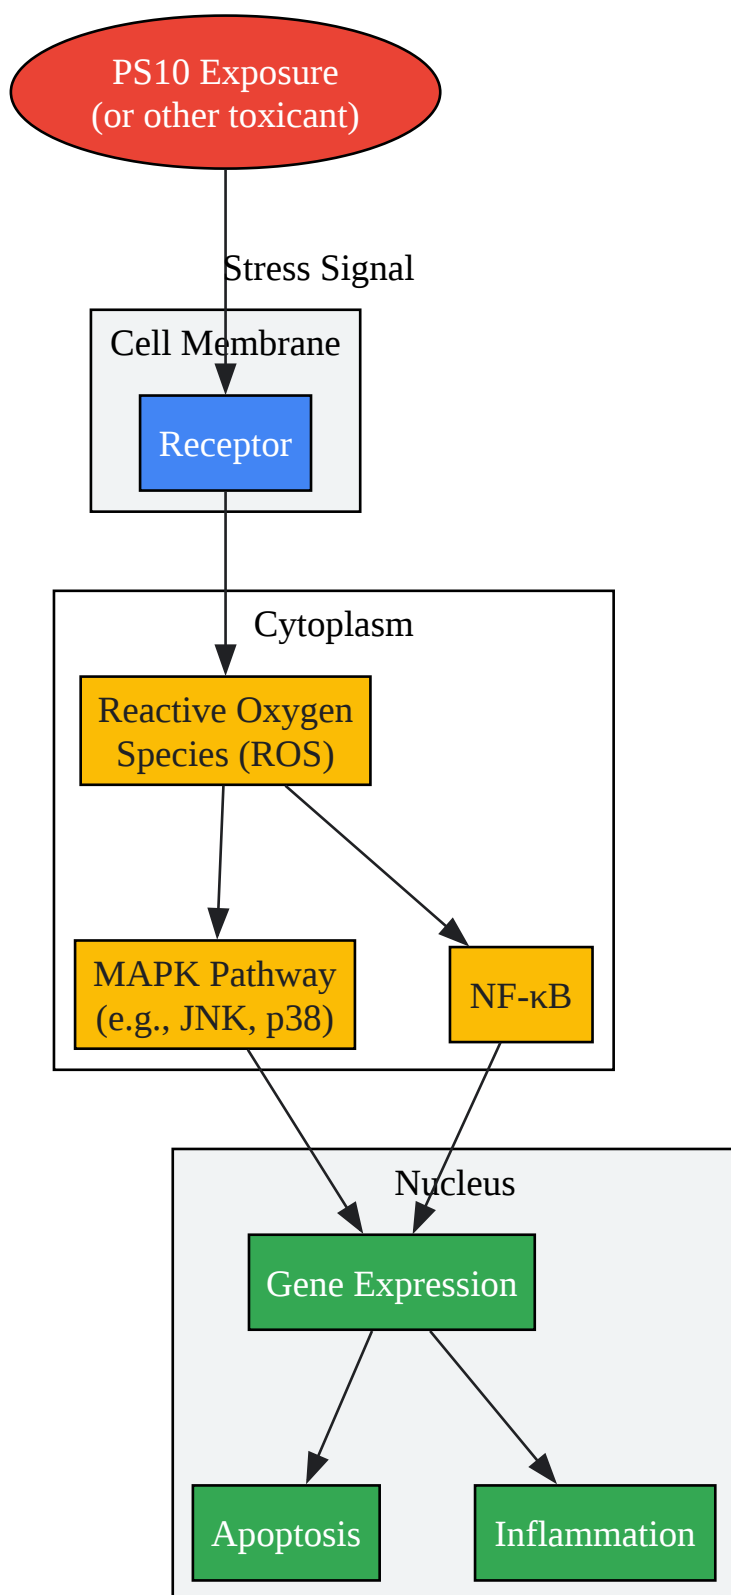 PS10 Exposure
(or other toxicant)
Stress Signal
Cell Membrane
Receptor
Cytoplasm
Reactive Oxygen
Species (ROS)
MAPK Pathway
(e.g., JNK, p38)
NF-κB
Nucleus
Gene Expression
Apoptosis
Inflammation